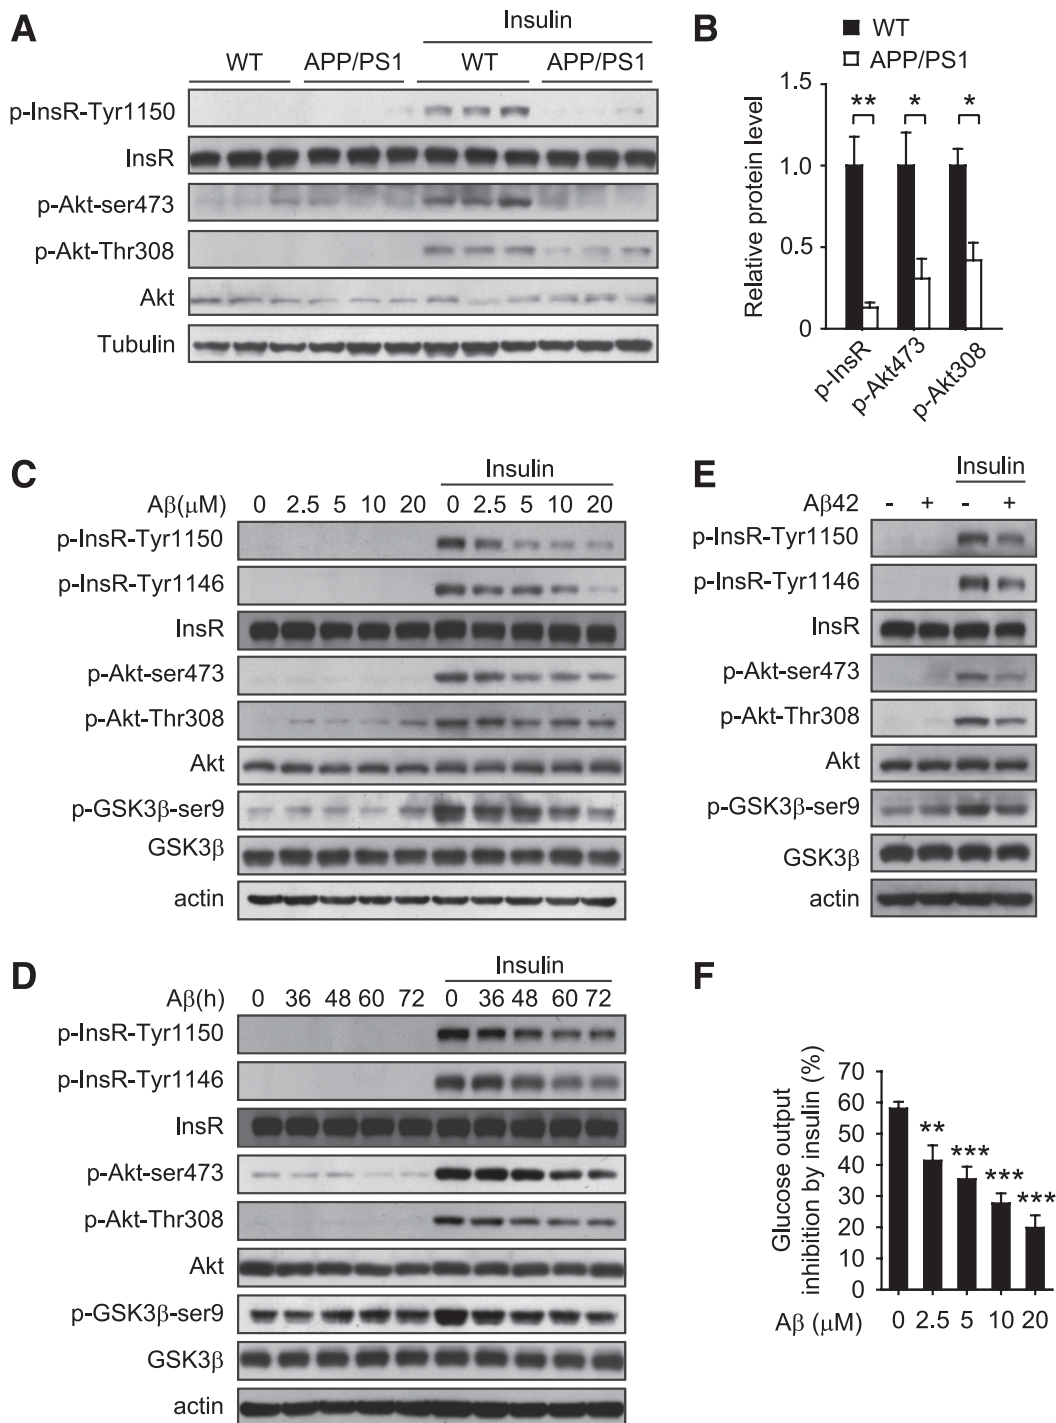 A
Insulin
WT APP/PS1 WT APP/PS1
p-InsR-Tyr1150
InsR
p-Akt-ser473
p-Akt-Thr308
Akt
Tubulin
B
WT
APP/PS1
Relative protein level
1.5
1.0
0.5
0
** * *
p-InsR
p-Akt473
p-Akt308
C
Insulin
Aβ(μM) 0 2.5 5 10 20 0 2.5 5 10 20
p-InsR-Tyr1150
p-InsR-Tyr1146
InsR
p-Akt-ser473
p-Akt-Thr308
Akt
p-GSK3β-ser9
GSK3β
actin
E
Insulin
Aβ42 - + - +
p-InsR-Tyr1150
p-InsR-Tyr1146
InsR
p-Akt-ser473
p-Akt-Thr308
Akt
p-GSK3β-ser9
GSK3β
actin
D
Insulin
Aβ(h) 0 36 48 60 72 0 36 48 60 72
p-InsR-Tyr1150
p-InsR-Tyr1146
InsR
p-Akt-ser473
p-Akt-Thr308
Akt
p-GSK3β-ser9
GSK3β
actin
F
Glucose output
inhibition by insulin (%)
70
60
50
40
30
20
10
0
** *** *** ***
Aβ (μM) 0 2.5 5 10 20